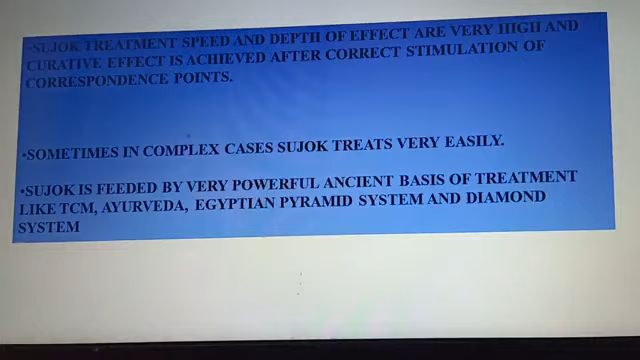 •SUJOK TREATMENT SPEED AND DEPTH OF EFFECT ARE VERY HIGH AND
CURATIVE EFFECT IS ACHIEVED AFTER CORRECT STIMULATION OF
CORRESPONDENCE POINTS.
•SOMETIMES IN COMPLEX CASES SUJOK TREATS VERY EASILY.
•SUJOK IS FEEDED BY VERY POWERFUL ANCIENT BASIS OF TREATMENT
LIKE TCM, AYURVEDA, EGYPTIAN PYRAMID SYSTEM AND DIAMOND
SYSTEM